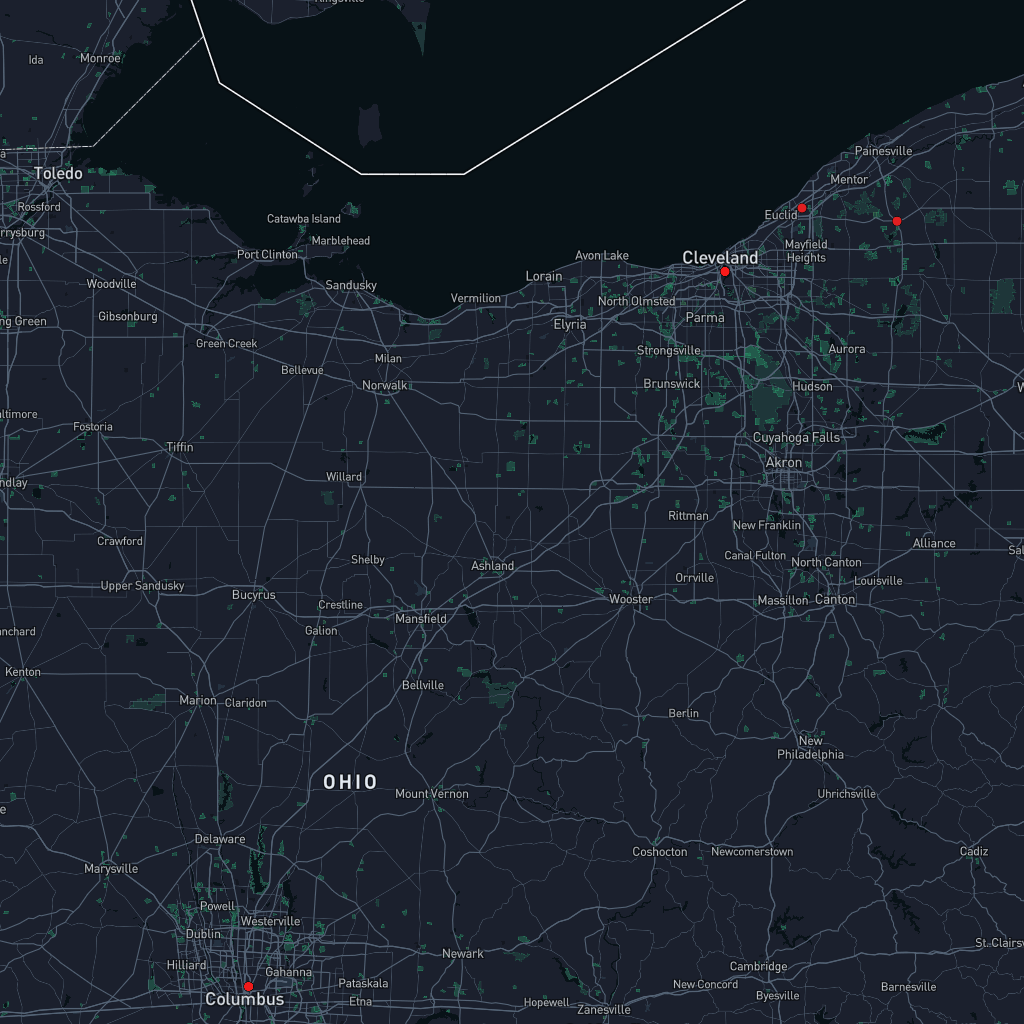 Kingsville
Ida
Monroe
Painesville
Toledo
Mentor
Rossford
Catawba Island
Euclid
Marblehead
Mayfield
Heights
Port Clinton
Avon Lake
Cleveland
Lorain
Woodville
Sandusky
Vermilion
North Olmsted
Gibsonburg
Parma
ng Green
Elyria
Green Creek
Strongsville
Aurora
Milan
Bellevue
Norwalk
Brunswick
Hudson
Fostoria
Tiffin
Cuyahoga Falls
Akron
Willard
ndlay
Rittman
New Franklin
Crawford
Alliance
Shelby
Ashland
Canal Fulton
North Canton
Orrville
Louisville
Upper Sandusky
Bucyrus
Crestline
Wooster
Massillon
Canton
Mansfield
Galion
anchard
Kenton
Bellville
Marion
Claridon
Berlin
New
Philadelphia
OHIO
Mount Vernon
Uhrichsville
Delaware
Coshocton
Newcomerstown
Cadiz
Marysville
Powell
Westerville
Dublin
St. Clairsv
Newark
Hilliard
Gahanna
Cambridge
Pataskala
New Concord
Barnesville
Columbus
Etna
Hopewell
Zanesville
Byesville